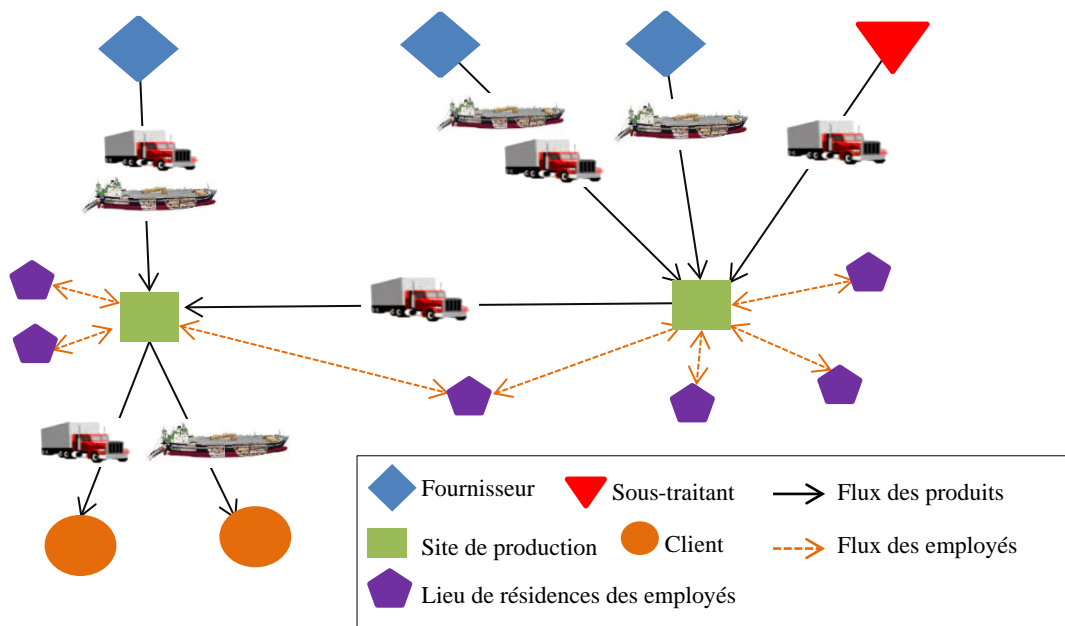 Fournisseur
Sous-traitant
Flux des produits
Site de production
Client
Flux des employés
Lieu de résidences des employés